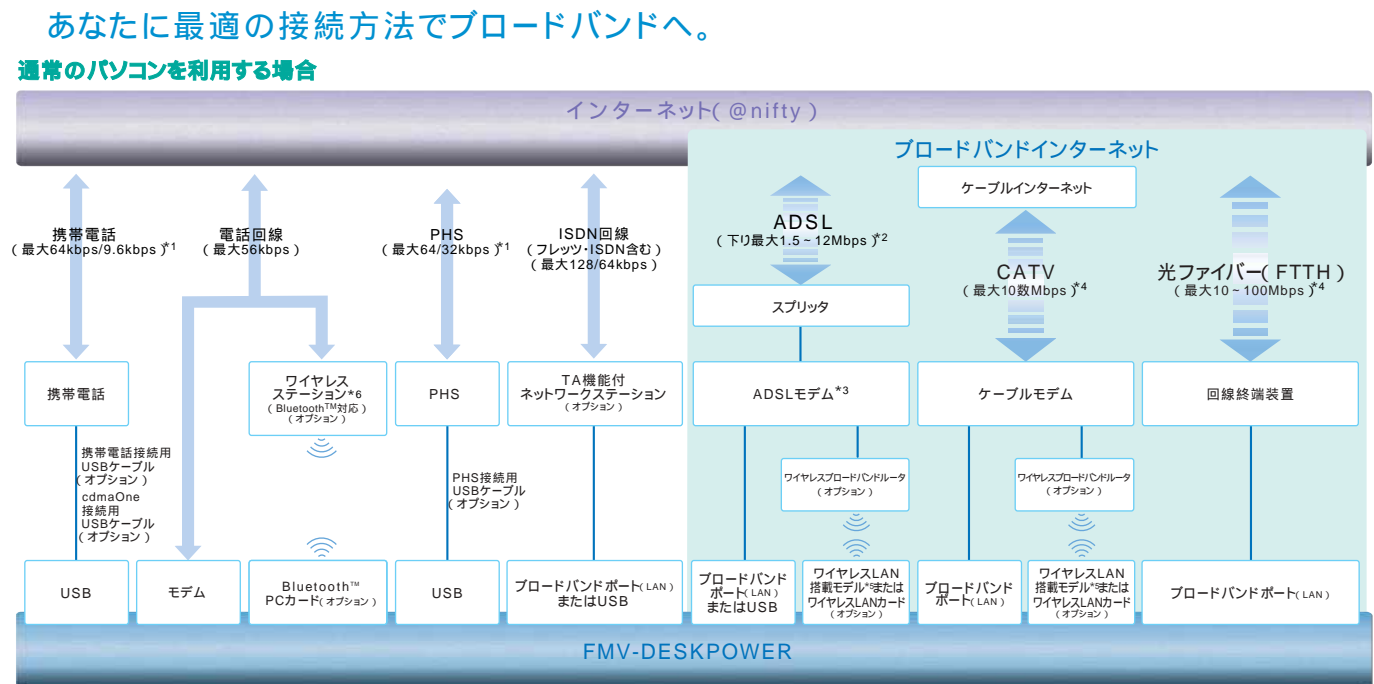 あなたに最適の接続方法でブロードバンドへ。
通常のパソコンを利用する場合
インターネット(@nifty)
ブロードバンドインターネット
携帯電話
(最大64kbps/9.6kbps)*1
電話回線
(最大56kbps)
PHS
(最大64/32kbps)*1
ISDN回線
(フレッツ・ISDN含む)
(最大128/64kbps)
ADSL
(下り最大1.5~12Mbps)*2
スプリッタ
ケーブルインターネット
CATV
(最大10数Mbps)*4
光ファイバー(FTTH)
(最大10~100Mbps)*4
携帯電話
ワイヤレス
ステーション*6
(Bluetooth™対応)
(オプション)
PHS
TA機能付
ネットワークステーション
(オプション)
ADSLモデム*3
ケーブルモデム
回線終端装置
携帯電話接続用
USBケーブル
(オプション)
cdmaOne
接続用
USBケーブル
(オプション)
PHS接続用
USBケーブル
(オプション)
ワイヤレスブロードバンドルータ
(オプション)
ワイヤレスブロードバンドルータ
(オプション)
USB
モデム
Bluetooth™
PCカード(オプション)
USB
ブロードバンドポート(LAN)
またはUSB
ブロードバンド
ポート(LAN)
またはUSB
ワイヤレスLAN
搭載モデル*5または
ワイヤレスLANカード
(オプション)
ブロードバンド
ポート(LAN)
ワイヤレスLAN
搭載モデル*5または
ワイヤレスLANカード
(オプション)
ブロードバンドポート(LAN)
FMV-DESKPOWER